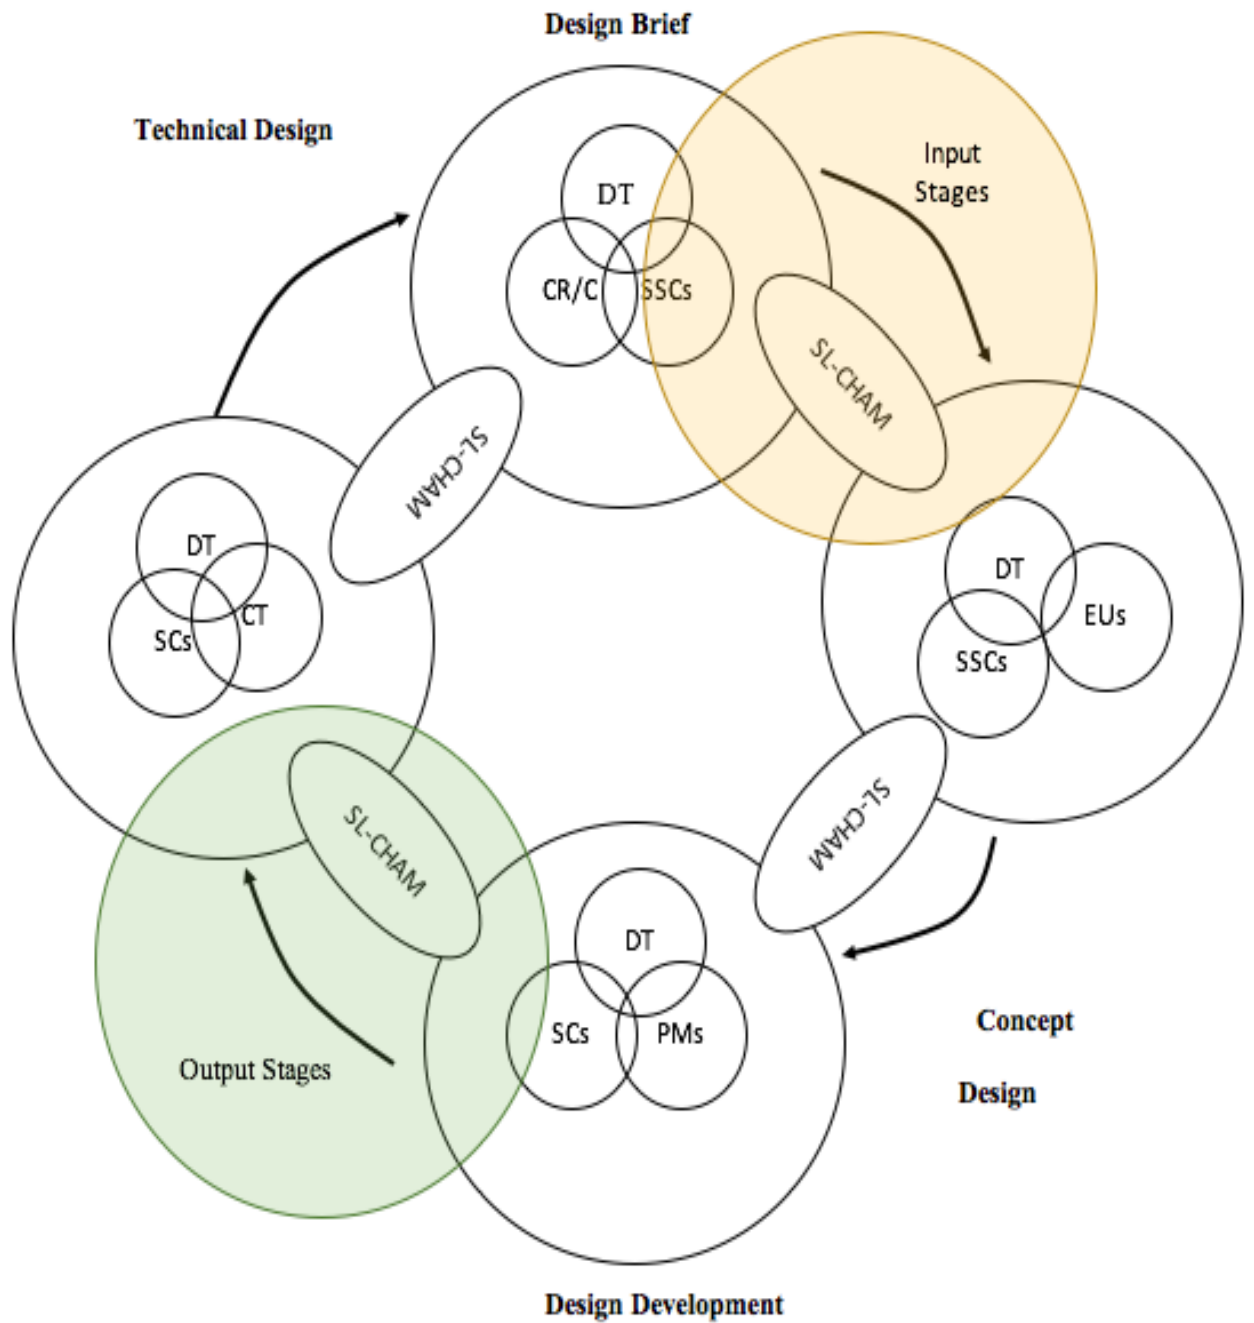 Design Brief
Technical Design
Input
Stages
DT
CR/C
SSCs
SL-CHAM
SL-CHAM
DT
CT
SCs
DT
EUs
SSCs
SL-CHAM
SL-CHAM
DT
SCs
PMs
Output Stages
Concept
Design
Design Development